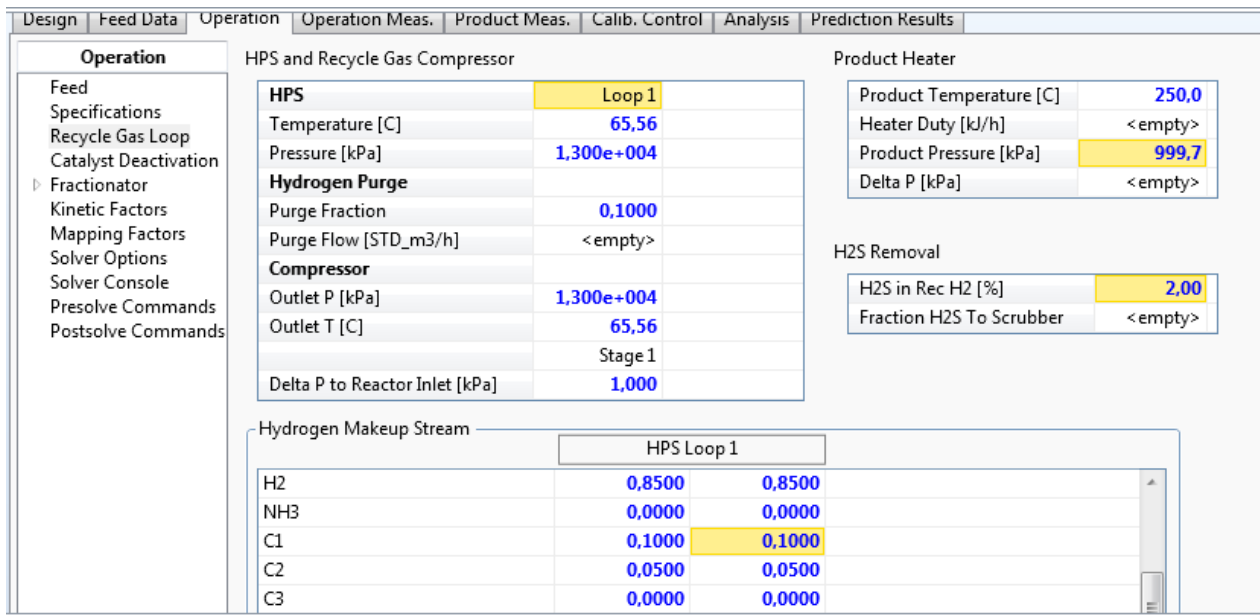 Design Feed Data Operation Operation Meas. Product Meas. Calib. Control Analysis Prediction Results
Operation
Feed
Specifications
Recycle Gas Loop
Catalyst Deactivation
Fractionator
Kinetic Factors
Mapping Factors
Solver Options
Solver Console
Presolve Commands
Postsolve Commands
HPS and Recycle Gas Compressor
HPS Loop 1
Temperature [C] 65,56
Pressure [kPa] 1,300e+004
Hydrogen Purge
Purge Fraction 0,1000
Purge Flow [STD_m3/h] <empty>
Compressor
Outlet P [kPa] 1,300e+004
Outlet T [C] 65,56
Stage 1
Delta P to Reactor Inlet [kPa] 1,000
Product Heater
Product Temperature [C] 250,0
Heater Duty [kJ/h] <empty>
Product Pressure [kPa] 999,7
Delta P [kPa] <empty>
H2S Removal
H2S in Rec H2 [%] 2,00
Fraction H2S To Scrubber <empty>
Hydrogen Makeup Stream
HPS Loop 1
H2 0,8500 0,8500
NH3 0,0000 0,0000
C1 0,1000 0,1000
C2 0,0500 0,0500
C3 0,0000 0,0000